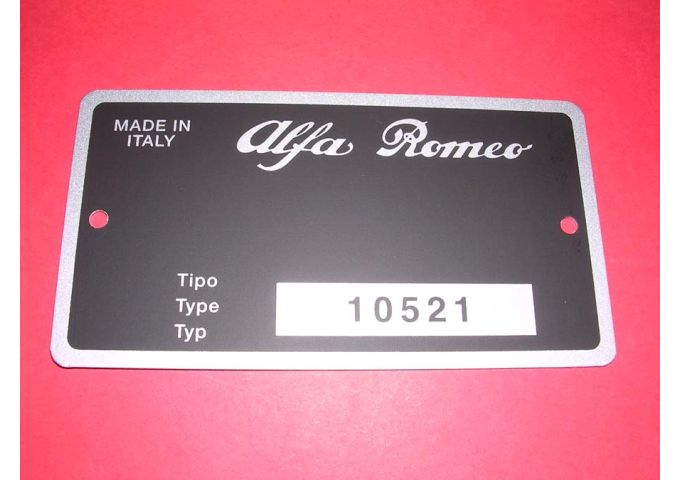 MADE IN
ITALY
Alfa Romeo
Tipo
Type
Typ
10521